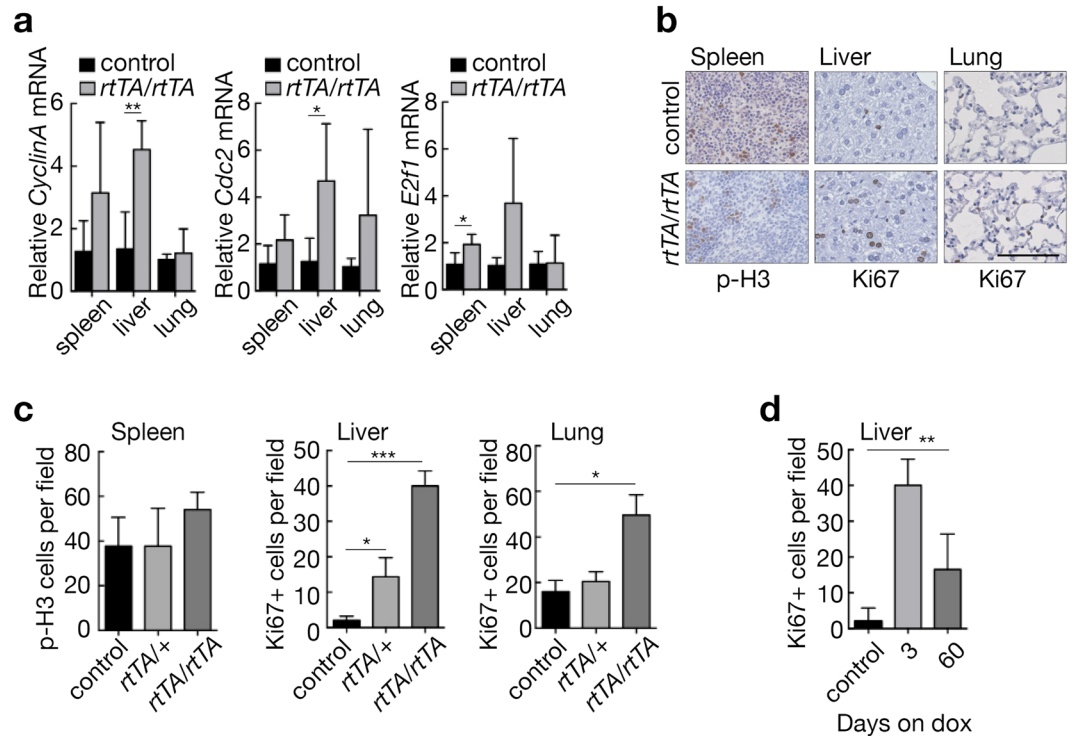 a
control
rtTA/rtTA
Relative CyclinA mRNA
6
4
2
0
**
spleen
liver
lung
control
rtTA/rtTA
Relative Cdc2 mRNA
8
6
4
2
0
*
spleen
liver
lung
control
rtTA/rtTA
Relative E2f1 mRNA
8
6
4
2
0
*
spleen
liver
lung
b
Spleen Liver Lung
control
rtTA/rtTA
p-H3 Ki67 Ki67
c
Spleen
p-H3 cells per field
80
60
40
20
0
control
rtTA/+
rtTA/rtTA
Liver
Ki67+ cells per field
50
40
30
20
10
0
***
*
control
rtTA/+
rtTA/rtTA
Lung
Ki67+ cells per field
80
60
40
20
0
*
control
rtTA/+
rtTA/rtTA
d
Liver **
Ki67+ cells per field
50
40
30
20
10
0
control
3
60
Days on dox